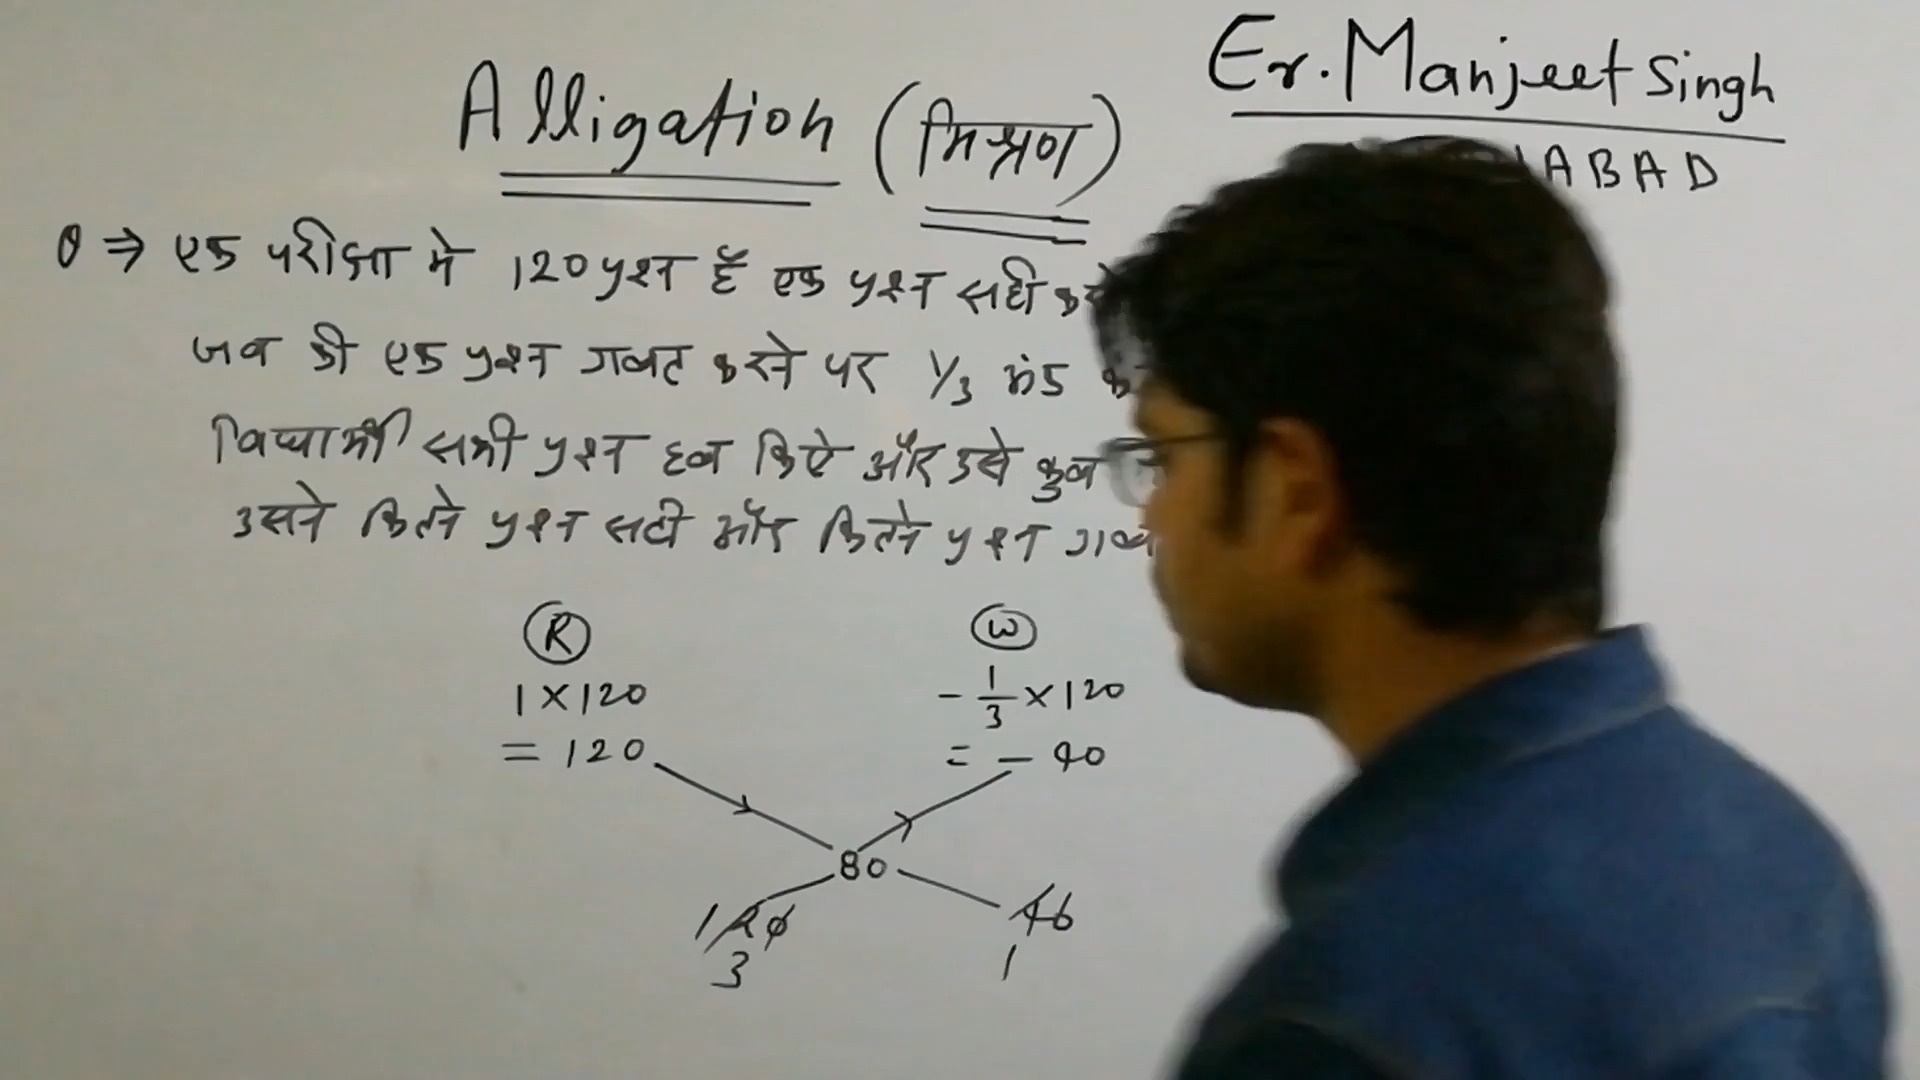 Er. Manjeet Singh
ABAD
Alligation (मिश्रण)
Q ⇒ एक परीक्षा मे 120 प्रश्न हैं एक प्रश्न सही
जब की एक प्रश्न गलत करने पर 1/3 अंक
विद्यार्थी सभी प्रश्न हल किऐ और उसे कुल
उसने कितने प्रश्न सही और कितने प्रश्न
R W
1 × 120 - 1/3 × 120
= 120 = - 40
80
120 40
3 1